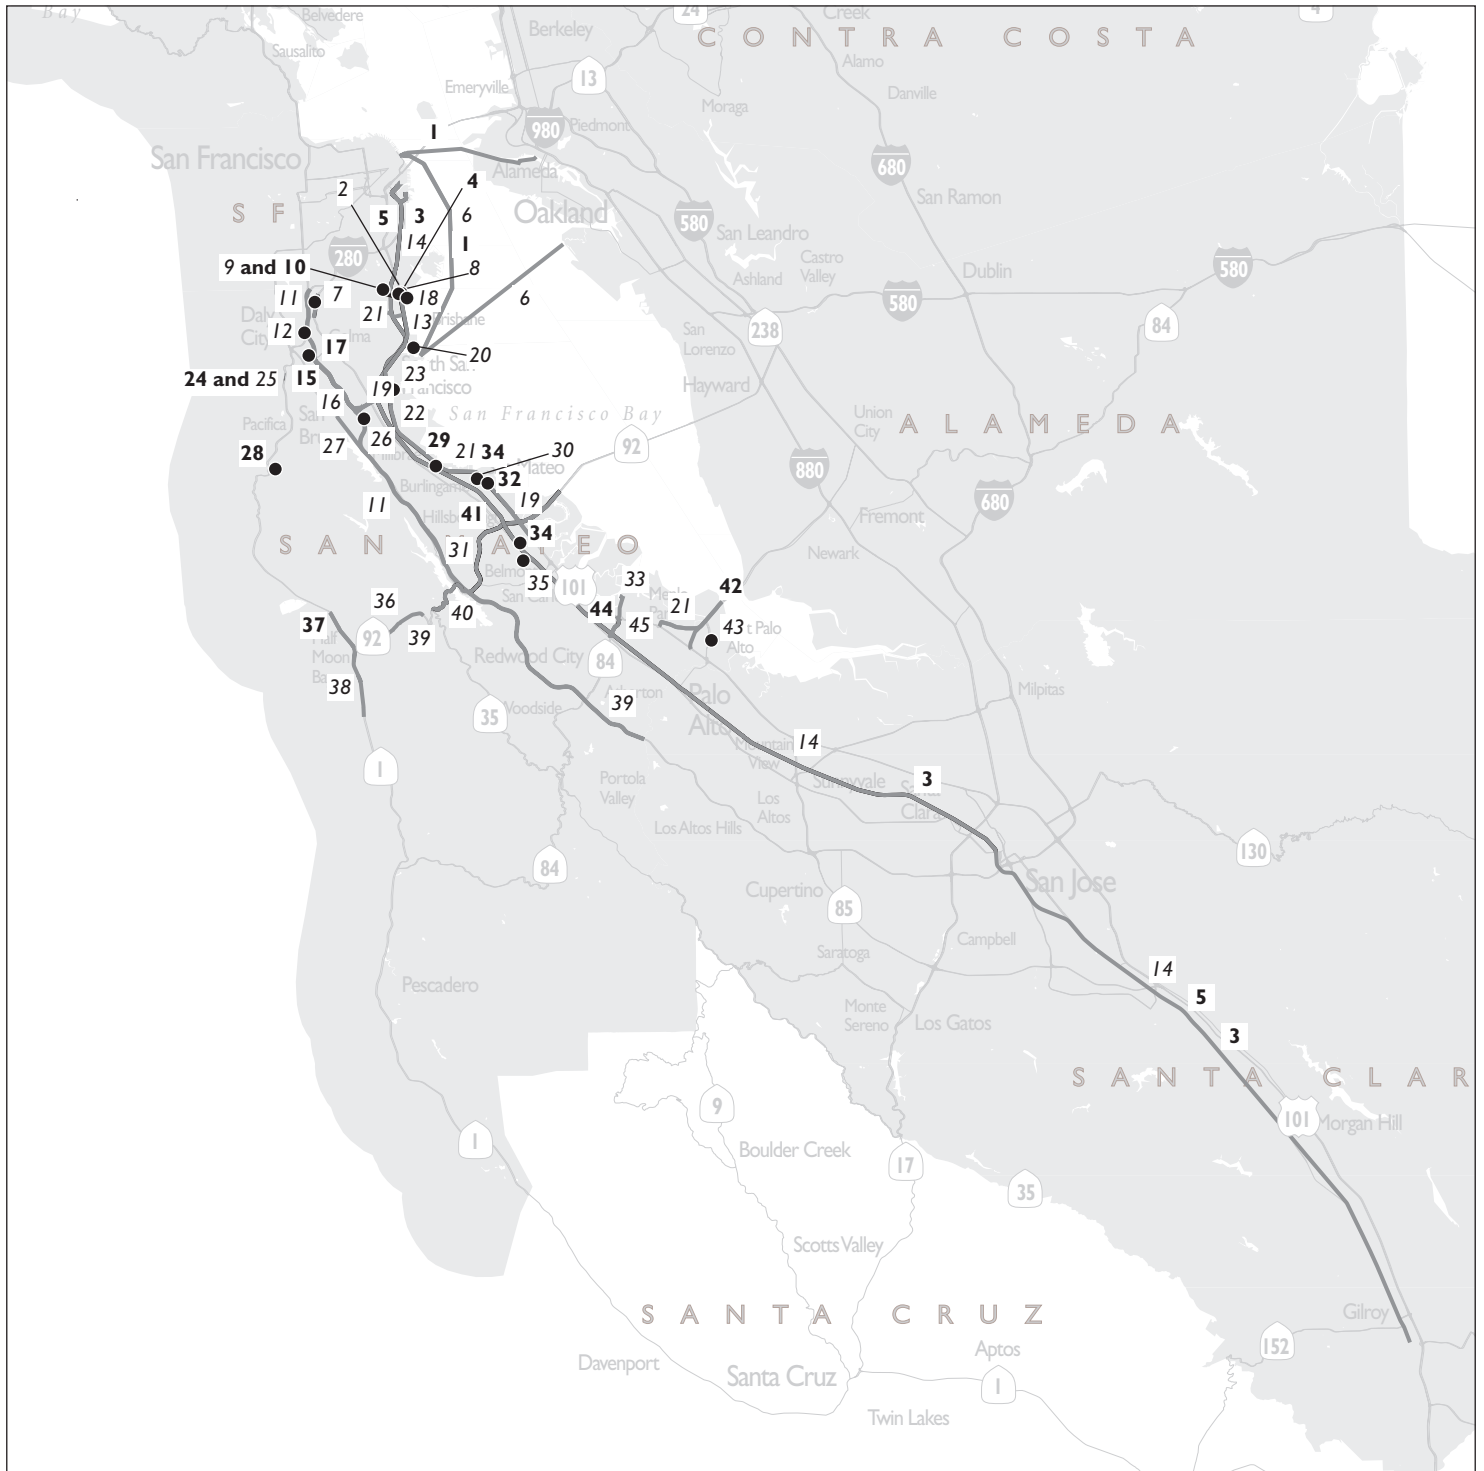 Bay
Belvedere
24
Creek
4
Berkeley
CONTRA COSTA
Sausalito
Alamo
13
Emeryville
Danville
Moraga
1
980
Piedmont
San Francisco
680
Alameda
2
4
San Ramon
SF
5
3
6
Oakland
580
14
1
San Leandro
280
9 and 10
8
Castro
Valley
580
Ashland
Dublin
11
7
18
6
580
21
13
Brisbane
Daly
City
12
Colma
San
Lorenzo
238
84
17
20
24 and 25
15
19
23
Hayward
16
22
San Francisco Bay
Union
City
ALAMEDA
Pacifica
27
26
28
29
21
34
30
92
Mateo
32
880
Burlingame
11
19
680
41
Fremont
34
SAN MATEO
31
Newark
35
101
33
42
36
40
44
21
37
92
39
45
43
Palo
Alto
Half
Moon
Redwood City
84
38
39
Palo
Alto
Milpitas
35
Woodside
14
Mountain
View
1
Portola
Valley
Sunnyvale
3
Los
Altos
Los Altos Hills
84
130
Cupertino
San Jose
85
Saratoga
Campbell
14
Pescadero
5
Monte
Sereno
Los Gatos
3
SANTA CLAR
9
101
Morgan Hill
1
Boulder Creek
17
35
Scotts Valley
SANTA CRUZ
Gilroy
152
Davenport
Aptos
Santa Cruz
1
Twin Lakes